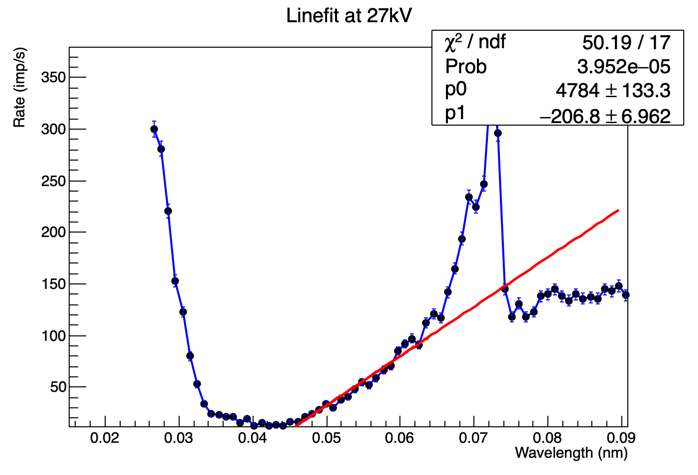 Linefit at 27kV
χ² / ndf 50.19 / 17
Prob 3.952e−05
p0 4784 ± 133.3
p1 −206.8 ± 6.962
Rate (imp/s)
350
300
250
200
150
100
50
0.02 0.03 0.04 0.05 0.06 0.07 0.08 0.09
Wavelength (nm)